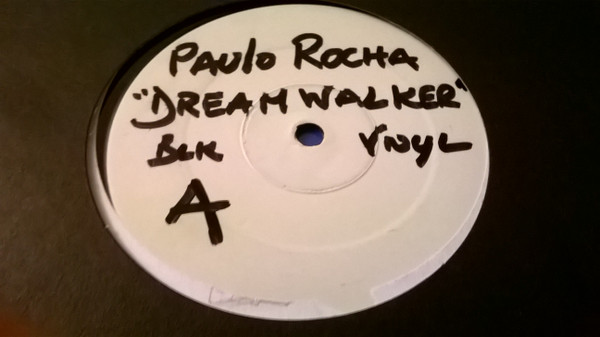 PAULO ROCHA
"DREAM WALKER"
BLK VNYL
A